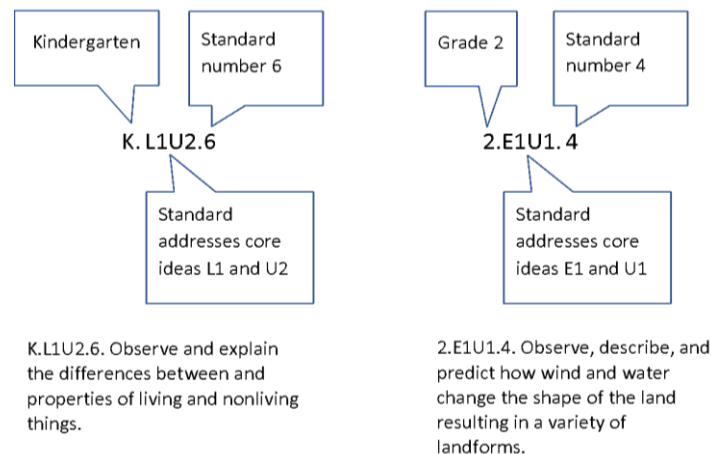 Kindergarten
Standard
number 6
K. L1U2.6
Standard
addresses core
ideas L1 and U2
K.L1U2.6. Observe and explain
the differences between and
properties of living and nonliving
things.
Grade 2
Standard
number 4
2.E1U1. 4
Standard
addresses core
ideas E1 and U1
2.E1U1.4. Observe, describe, and
predict how wind and water
change the shape of the land
resulting in a variety of
landforms.